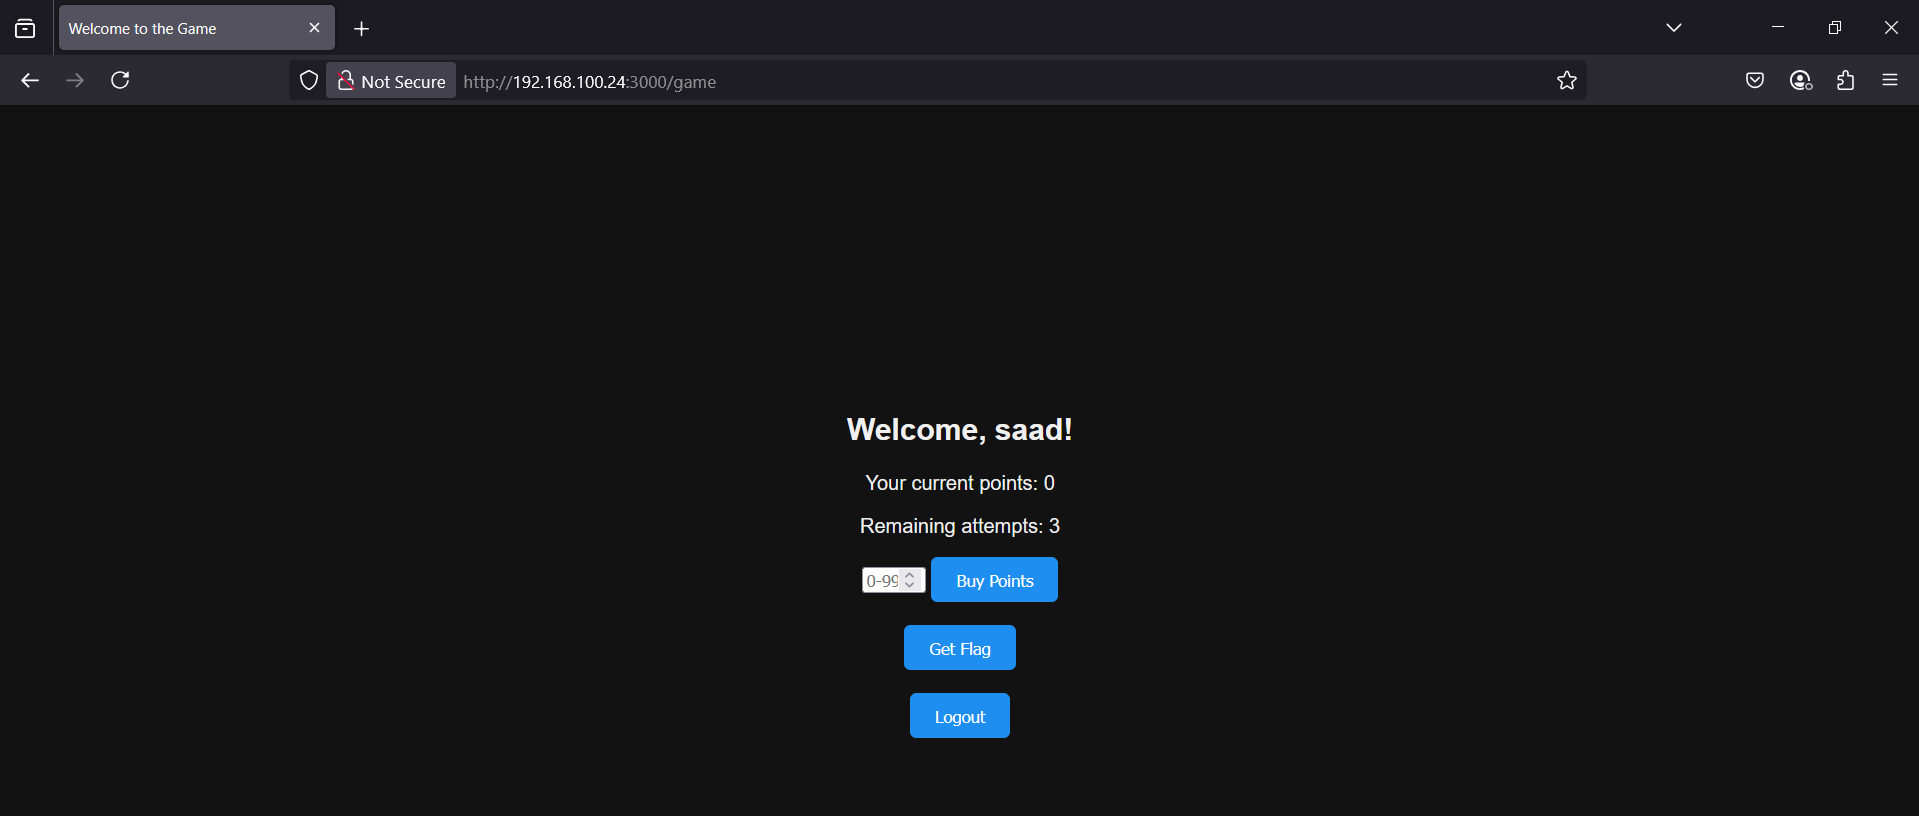 Welcome to the Game
Not Secure http://192.168.100.24:3000/game
Welcome, saad!
Your current points: 0
Remaining attempts: 3
0-99 Buy Points
Get Flag
Logout